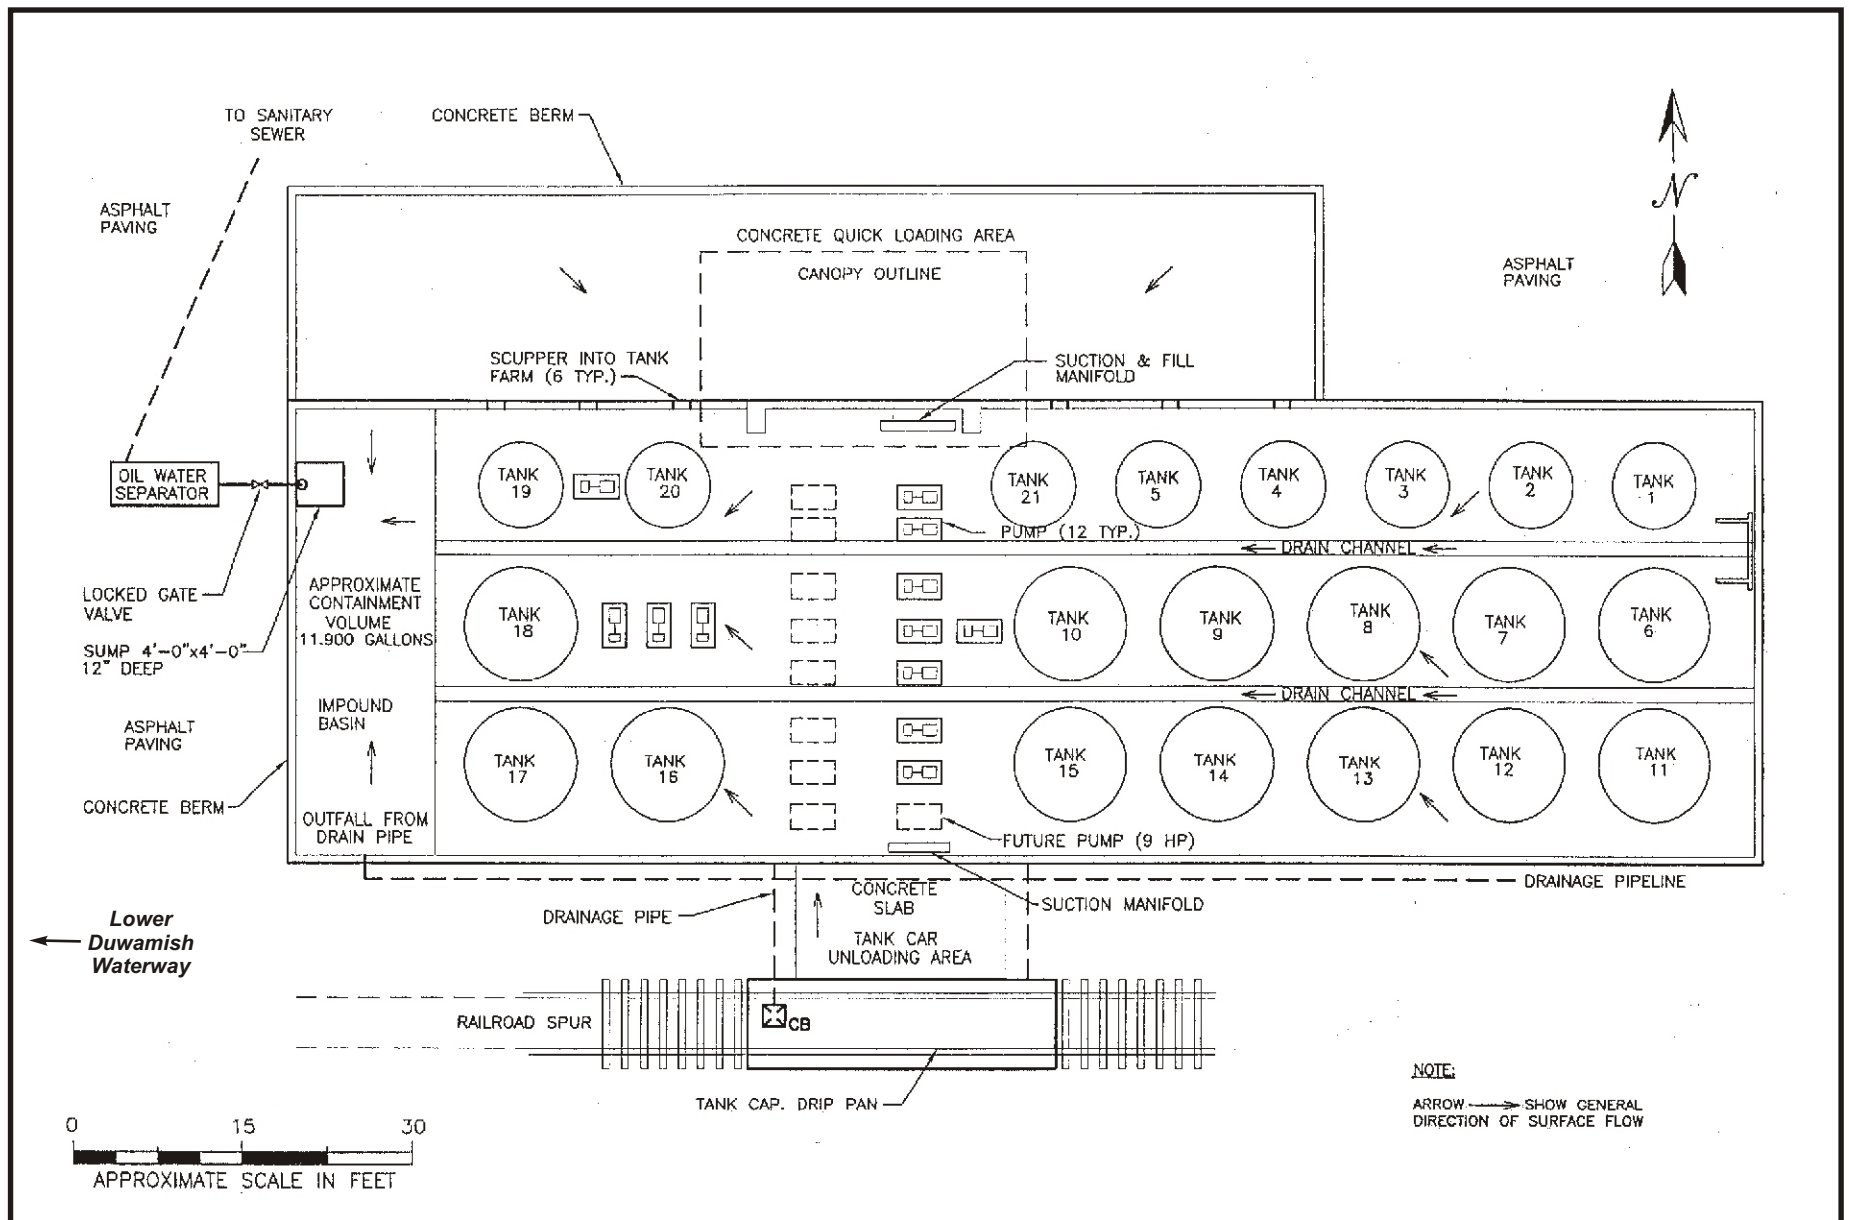 TO SANITARY
SEWER
CONCRETE BERM
N
ASPHALT
PAVING
CONCRETE QUICK LOADING AREA
CANOPY OUTLINE
ASPHALT
PAVING
SCUPPER INTO TANK
FARM (6 TYP.)
SUCTION & FILL
MANIFOLD
OIL WATER
SEPARATOR
TANK
19
TANK
20
TANK
21
TANK
5
TANK
4
TANK
3
TANK
2
TANK
1
PUMP (12 TYP.)
DRAIN CHANNEL
LOCKED GATE
VALVE
SUMP 4'-0"x4'-0"
12" DEEP
APPROXIMATE
CONTAINMENT
VOLUME
11.900 GALLONS
TANK
18
TANK
10
TANK
9
TANK
8
TANK
7
TANK
6
DRAIN CHANNEL
IMPOUND
BASIN
ASPHALT
PAVING
TANK
17
TANK
16
TANK
15
TANK
14
TANK
13
TANK
12
TANK
11
CONCRETE BERM
OUTFALL FROM
DRAIN PIPE
FUTURE PUMP (9 HP)
DRAINAGE PIPELINE
CONCRETE
SLAB
SUCTION MANIFOLD
DRAINAGE PIPE
Lower
Duwamish
Waterway
TANK CAR
UNLOADING AREA
RAILROAD SPUR
CB
TANK CAP. DRIP PAN
NOTE:
ARROW SHOW GENERAL
DIRECTION OF SURFACE FLOW
0 15 30
APPROXIMATE SCALE IN FEET